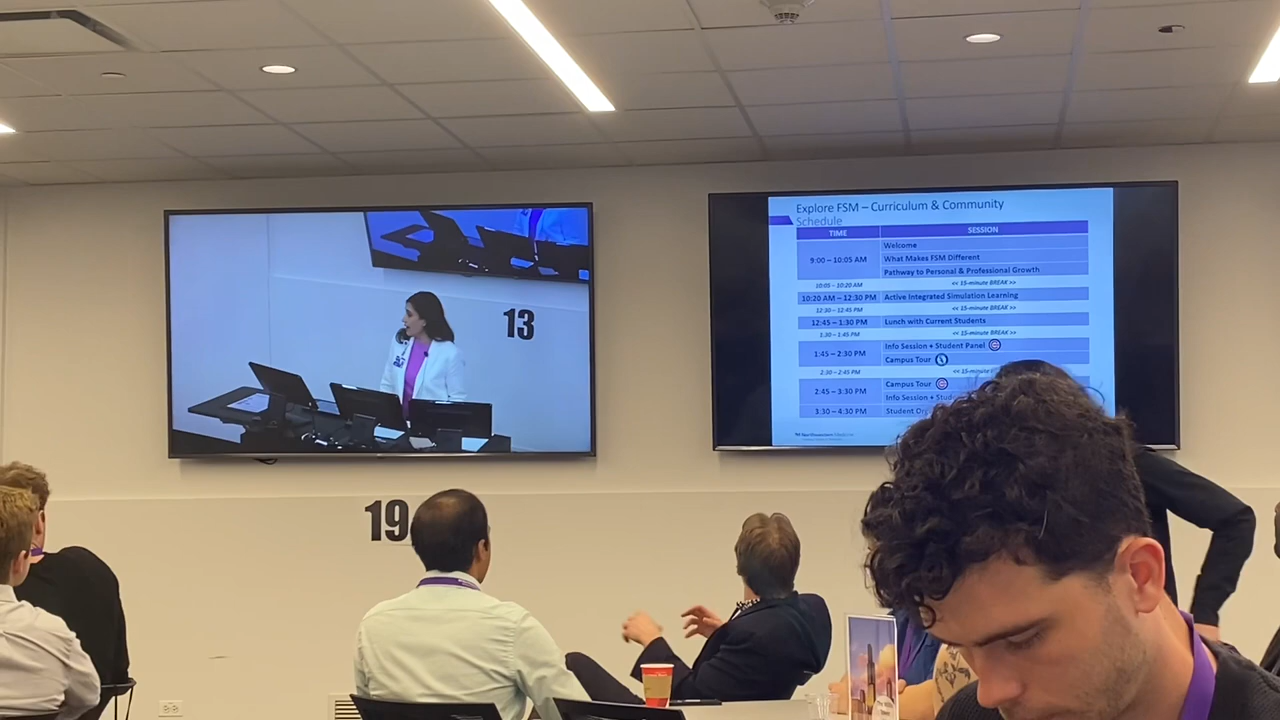 Explore FSM – Curriculum & Community
Schedule
TIME SESSION
9:00 – 10:05 AM
Welcome
What Makes FSM Different
Pathway to Personal & Professional Growth
10:05 – 10:20 AM << 15-minute BREAK >>
10:20 AM – 12:30 PM Active Integrated Simulation Learning
12:30 – 12:45 PM << 15-minute BREAK >>
12:45 – 1:30 PM Lunch with Current Students
1:30 – 1:45 PM << 15-minute BREAK >>
1:45 – 2:30 PM
Info Session + Student Panel
Campus Tour
2:30 – 2:45 PM << 15-minute
2:45 – 3:30 PM
Campus Tour
Info Session +
3:30 – 4:30 PM Student
13
19